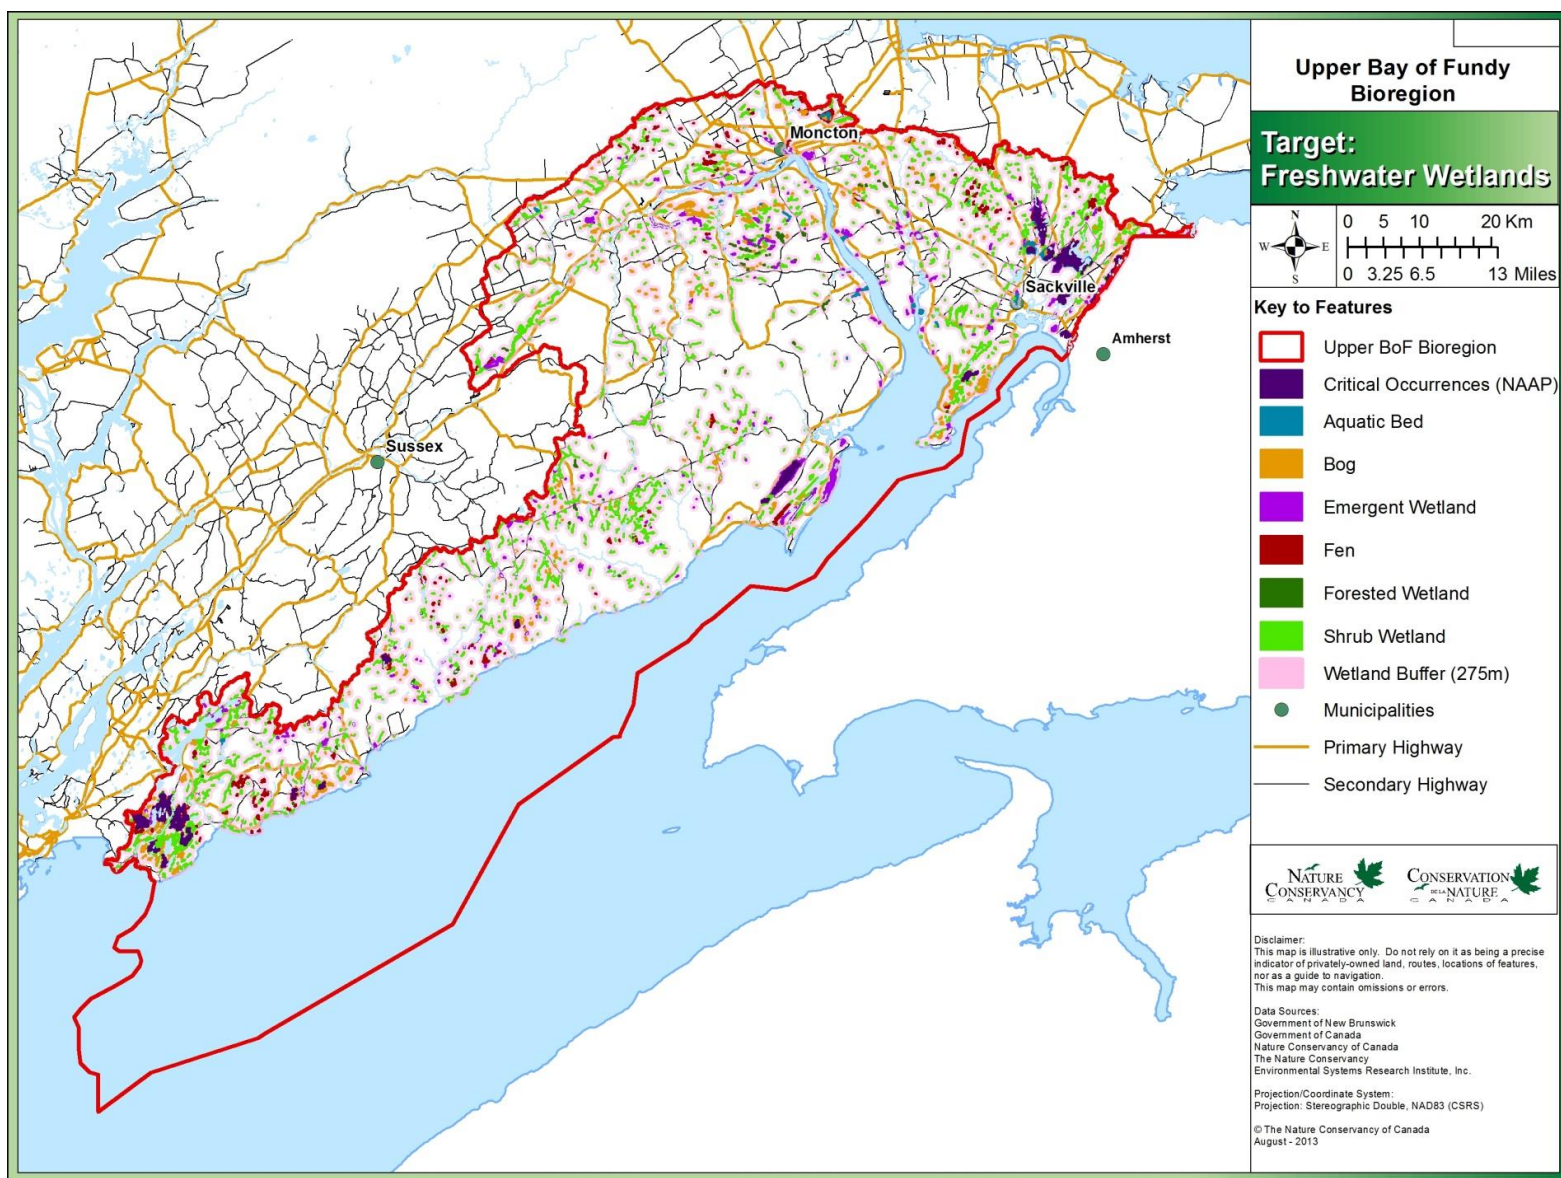 Upper Bay of Fundy
Bioregion
Target:
Freshwater Wetlands
N
W E
S
0 5 10 20 Km
0 3.25 6.5 13 Miles
Key to Features
Upper BoF Bioregion
Critical Occurrences (NAAP)
Aquatic Bed
Bog
Emergent Wetland
Fen
Forested Wetland
Shrub Wetland
Wetland Buffer (275m)
Municipalities
Primary Highway
Secondary Highway
NATURE
CONSERVANCY
CANADA
CONSERVATION
DE LA NATURE
CANADA
Disclaimer:
This map is illustrative only. Do not rely on it as being a precise
indicator of privately-owned land, routes, locations of features,
nor as a guide to navigation.
This map may contain omissions or errors.
Data Sources:
Government of New Brunswick
Government of Canada
Nature Conservancy of Canada
The Nature Conservancy
Environmental Systems Research Institute, Inc.
Projection/Coordinate System:
Projection: Stereographic Double, NAD83 (CSRS)
© The Nature Conservancy of Canada
August - 2013
Moncton
Sackville
Amherst
Sussex